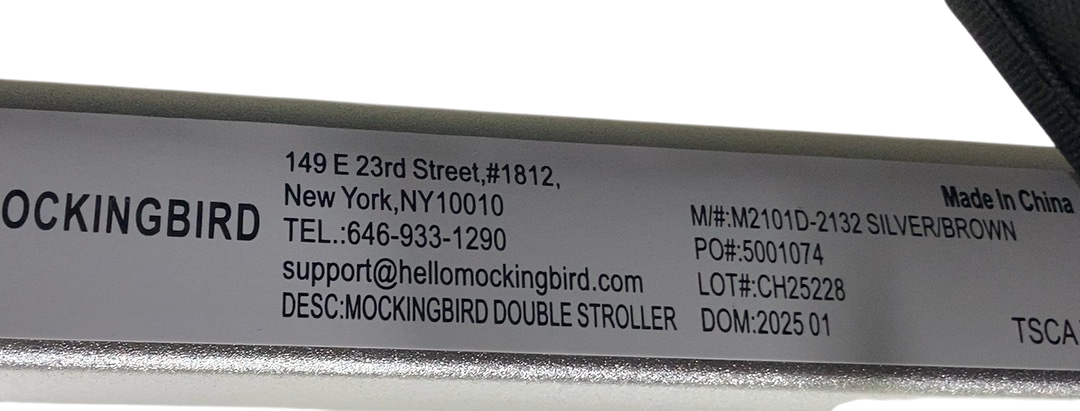 OCKINGBIRD
149 E 23rd Street,#1812,
New York,NY10010
TEL.:646-933-1290
support@hellomockingbird.com
DESC:MOCKINGBIRD DOUBLE STROLLER
Made In China
M/#:M2101D-2132 SILVER/BROWN
PO#:5001074
LOT#:CH25228
DOM:2025 01
TSCA